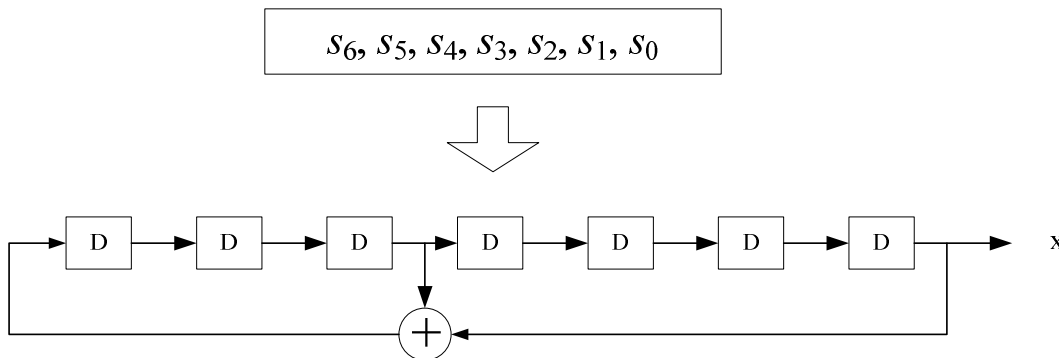 s₆, s₅, s₄, s₃, s₂, s₁, s₀
D D D D D D D x
+